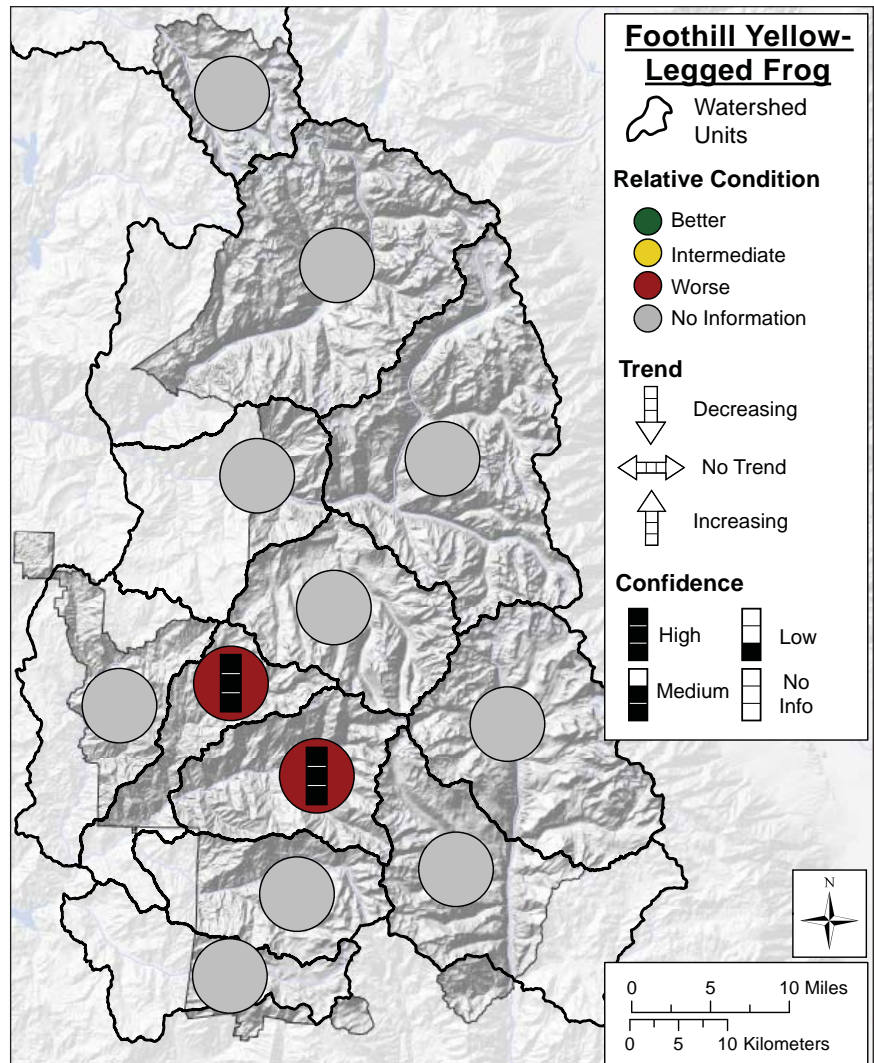 Foothill Yellow-
Legged Frog
Watershed
Units
Relative Condition
Better
Intermediate
Worse
No Information
Trend
Decreasing
No Trend
Increasing
Confidence
High
Low
Medium
No
Info
N
0 5 10 Miles
0 5 10 Kilometers